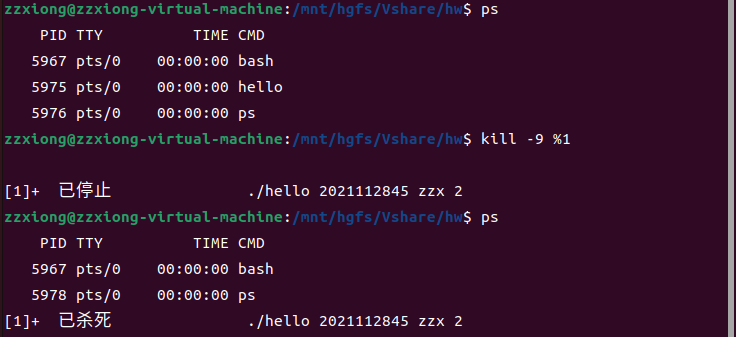 zzxiong@zzxiong-virtual-machine:/mnt/hgfs/Vshare/hw$ ps
PID TTY TIME CMD
5967 pts/0 00:00:00 bash
5975 pts/0 00:00:00 hello
5976 pts/0 00:00:00 ps
zzxiong@zzxiong-virtual-machine:/mnt/hgfs/Vshare/hw$ kill -9 %1
[1]+ 已停止 ./hello 2021112845 zzx 2
zzxiong@zzxiong-virtual-machine:/mnt/hgfs/Vshare/hw$ ps
PID TTY TIME CMD
5967 pts/0 00:00:00 bash
5978 pts/0 00:00:00 ps
[1]+ 已杀死 ./hello 2021112845 zzx 2